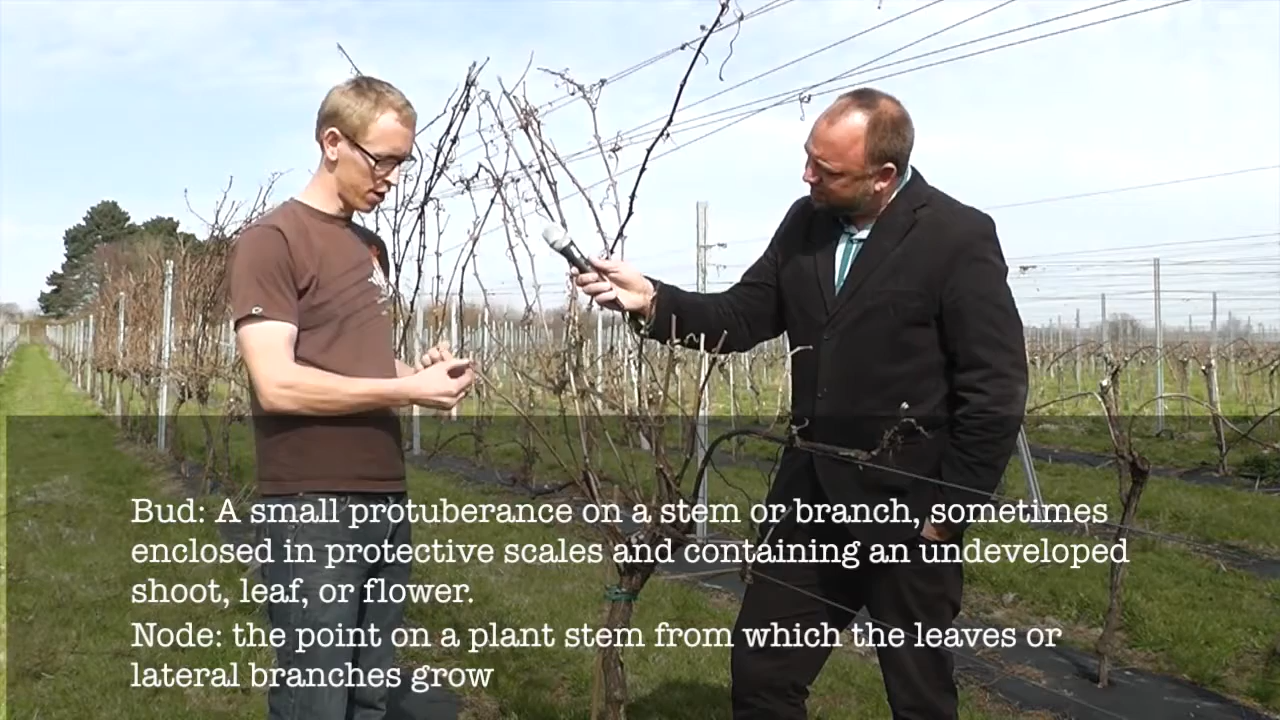 Bud: A small protuberance on a stem or branch, sometimes
enclosed in protective scales and containing an undeveloped
shoot, leaf, or flower.
Node: the point on a plant stem from which the leaves or
lateral branches grow